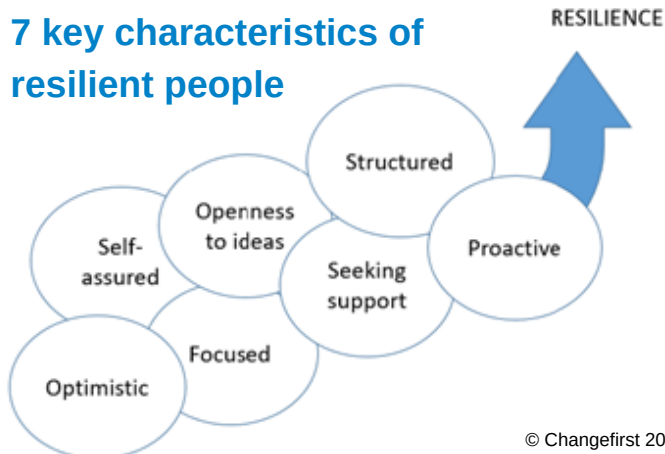 7 key characteristics of
resilient people
RESILIENCE
Structured
Openness
to ideas
Self-
assured
Proactive
Seeking
support
Focused
Optimistic
© Changefirst 20